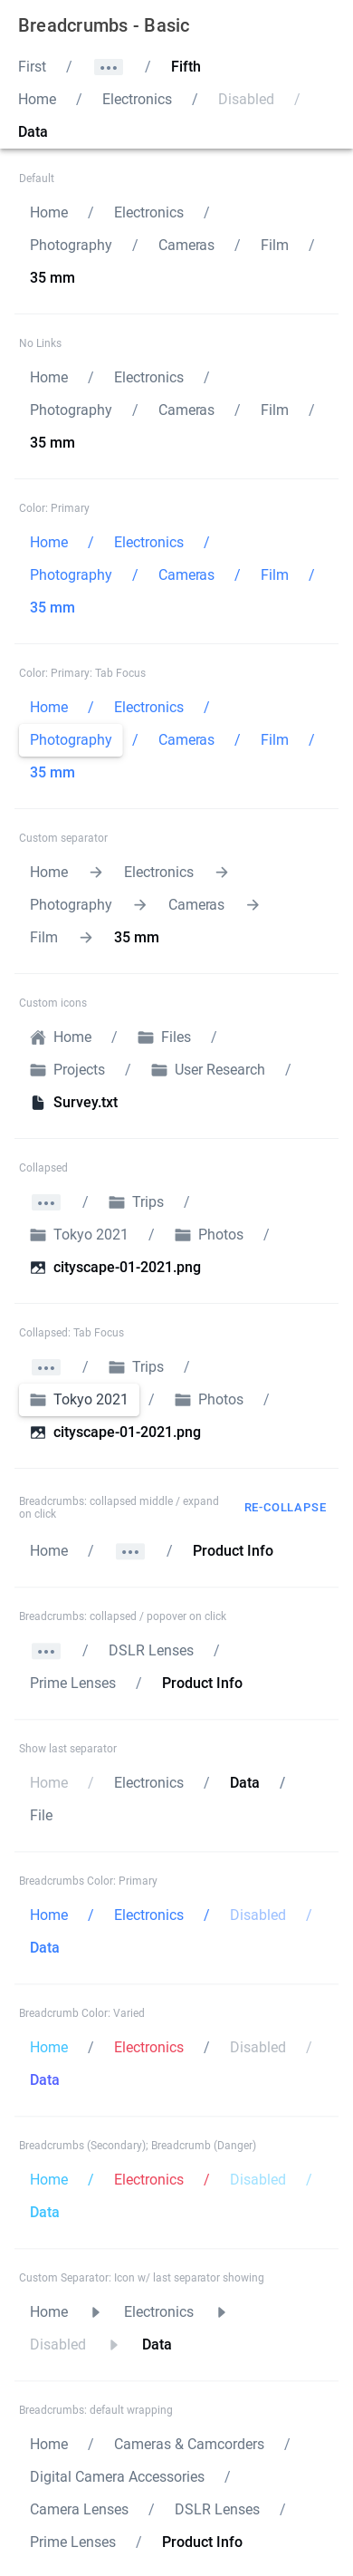 Breadcrumbs - Basic
First / ••• / Fifth
Home / Electronics / Disabled /
Data
Default
Home / Electronics /
Photography / Cameras / Film /
35 mm
No Links
Home / Electronics /
Photography / Cameras / Film /
35 mm
Color: Primary
Home / Electronics /
Photography / Cameras / Film /
35 mm
Color: Primary: Tab Focus
Home / Electronics /
Photography / Cameras / Film /
35 mm
Custom separator
Home → Electronics →
Photography → Cameras →
Film → 35 mm
Custom icons
Home / Files /
Projects / User Research /
Survey.txt
Collapsed
••• / Trips /
Tokyo 2021 / Photos /
cityscape-01-2021.png
Collapsed: Tab Focus
••• / Trips /
Tokyo 2021 / Photos /
cityscape-01-2021.png
Breadcrumbs: collapsed middle / expand
on click
RE-COLLAPSE
Home / ••• / Product Info
Breadcrumbs: collapsed / popover on click
••• / DSLR Lenses /
Prime Lenses / Product Info
Show last separator
Home / Electronics / Data /
File
Breadcrumbs Color: Primary
Home / Electronics / Disabled /
Data
Breadcrumb Color: Varied
Home / Electronics / Disabled /
Data
Breadcrumbs (Secondary); Breadcrumb (Danger)
Home / Electronics / Disabled /
Data
Custom Separator: Icon w/ last separator showing
Home Electronics
Disabled Data
Breadcrumbs: default wrapping
Home / Cameras & Camcorders /
Digital Camera Accessories /
Camera Lenses / DSLR Lenses /
Prime Lenses / Product Info